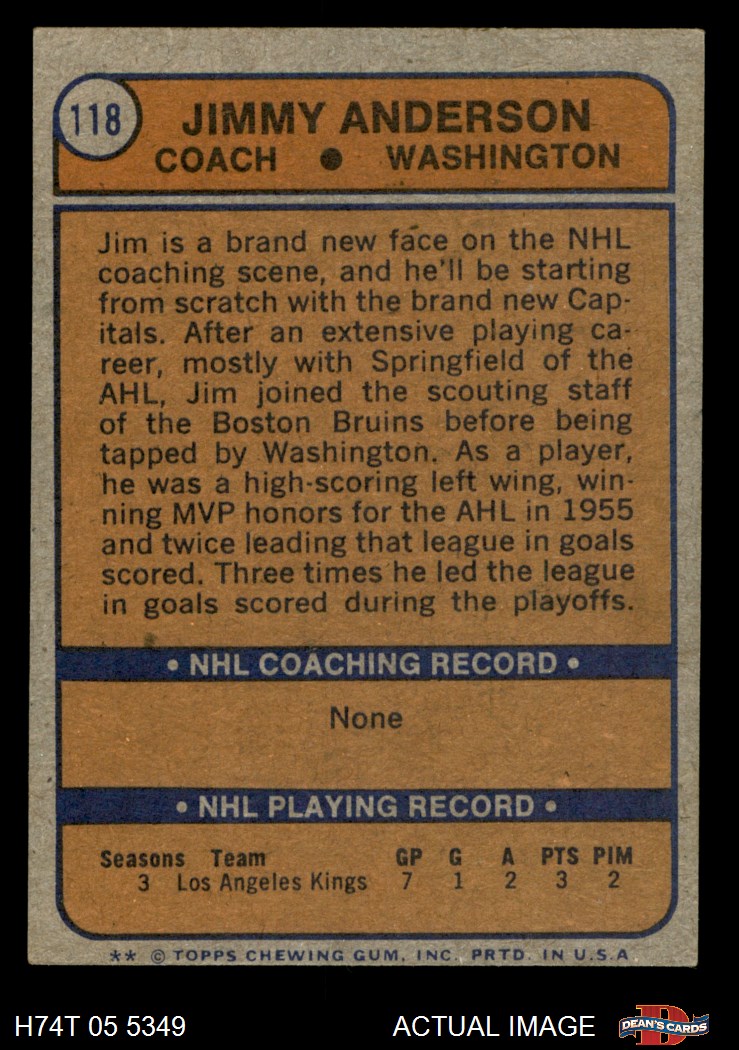 118
JIMMY ANDERSON
COACH ● WASHINGTON
Jim is a brand new face on the NHL
coaching scene, and he'll be starting
from scratch with the brand new Cap-
itals. After an extensive playing ca-
reer, mostly with Springfield of the
AHL, Jim joined the scouting staff
of the Boston Bruins before being
tapped by Washington. As a player,
he was a high-scoring left wing, win-
ning MVP honors for the AHL in 1955
and twice leading that league in goals
scored. Three times he led the league
in goals scored during the playoffs.
• NHL COACHING RECORD •
None
• NHL PLAYING RECORD •
Seasons Team GP G A PTS PIM
3 Los Angeles Kings 7 1 2 3 2
** © TOPPS CHEWING GUM, INC. PRTD. IN U.S.A
H74T 05 5349 ACTUAL IMAGE
D
DEAN'S CARDS